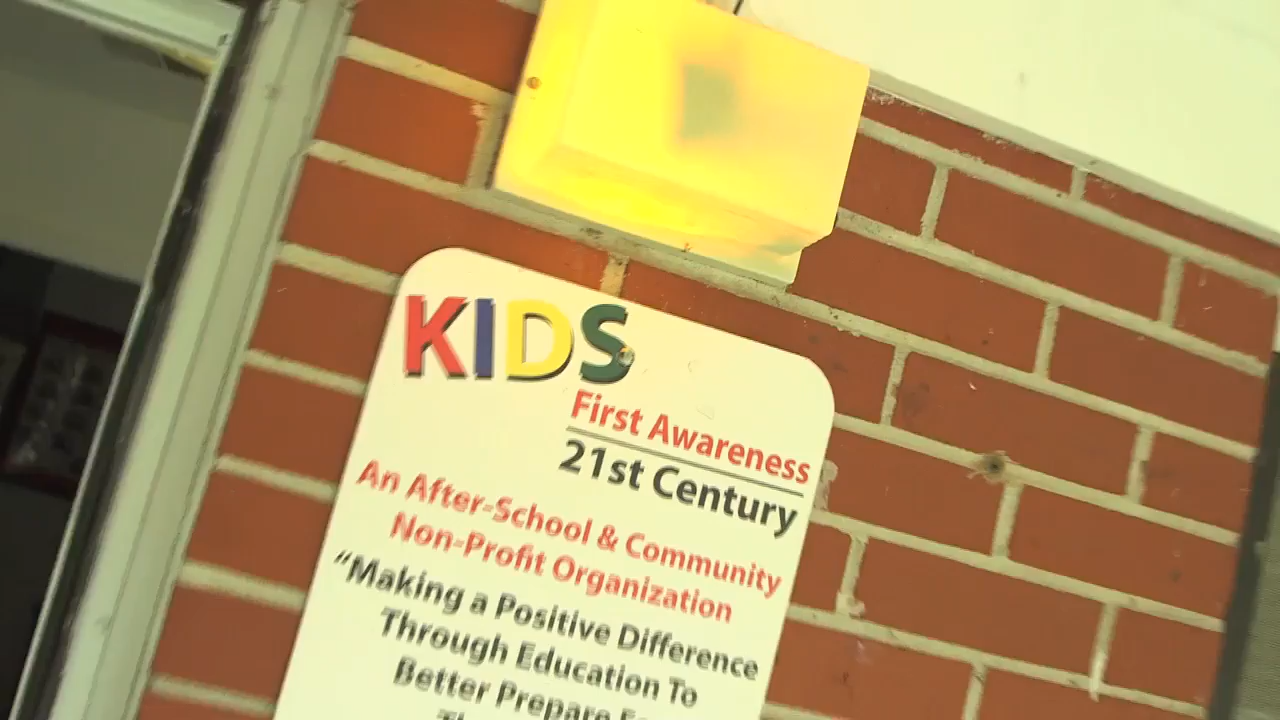 KIDS
First Awareness
21st Century
An After-School & Community
Non-Profit Organization
“Making a Positive Difference
Through Education To
Better Prepare